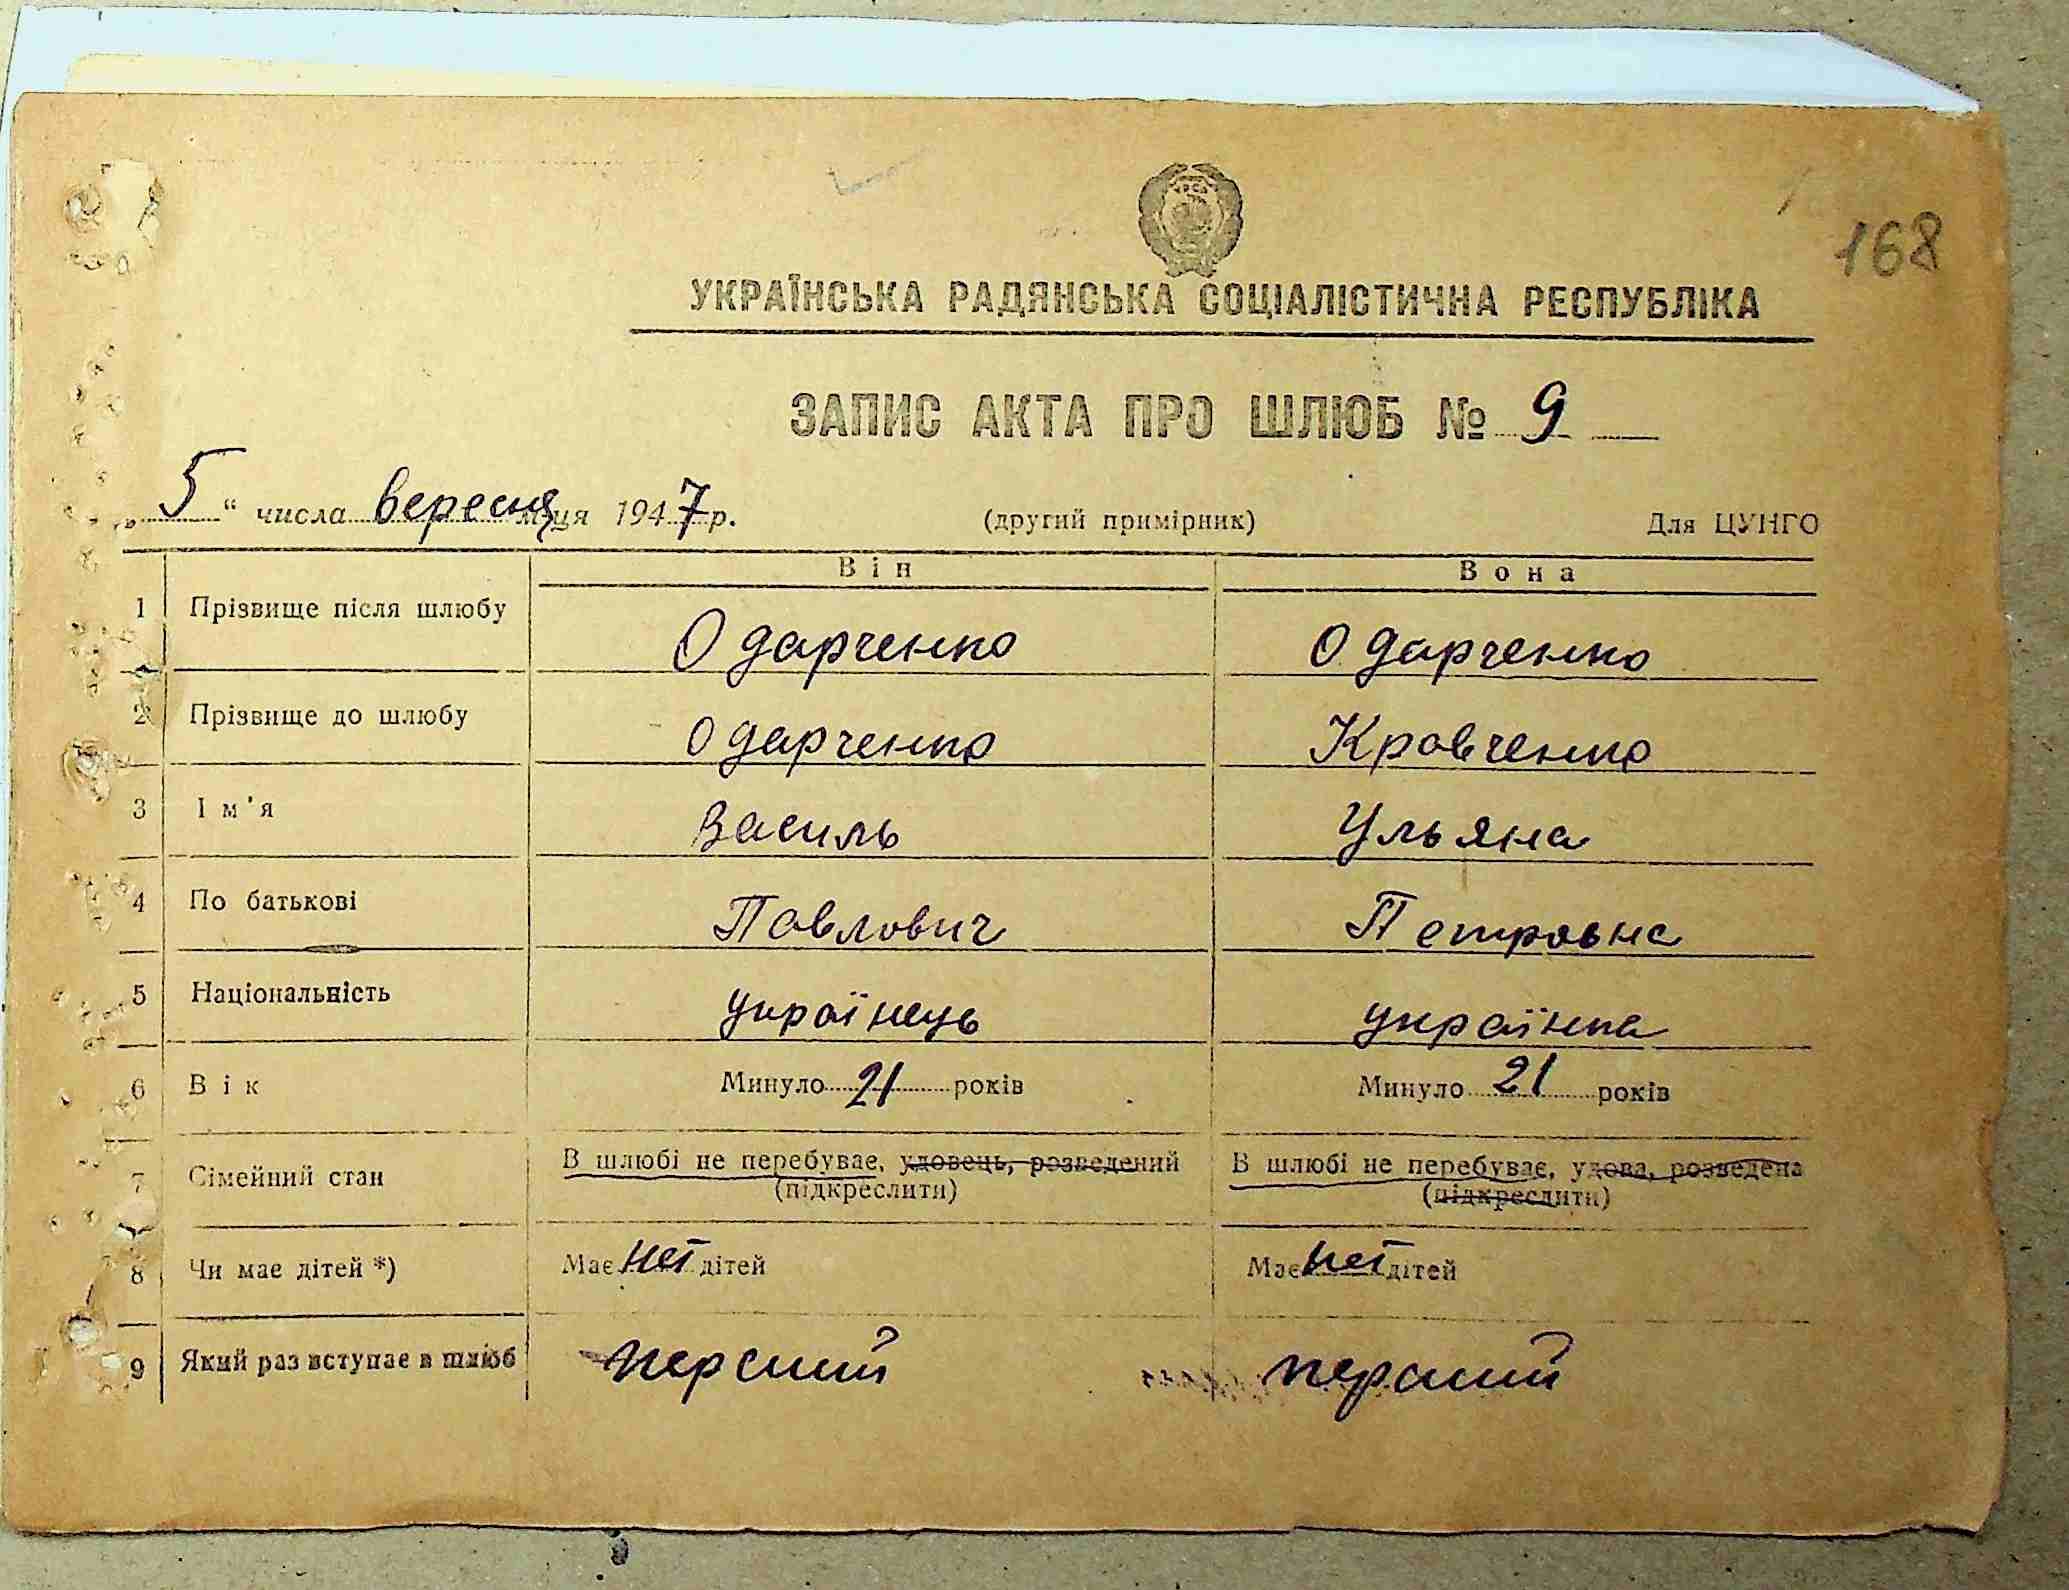 168
УКРАЇНСЬКА РАДЯНСЬКА СОЦІАЛІСТИЧНА РЕСПУБЛІКА
ЗАПИС АКТА ПРО ШЛЮБ № 9
„5“ числа вересня м-ця 1947 р. (другий примірник) Для ЦУНГО
Він Вона
1 Прізвище після шлюбу Одарченко Одарченко
2 Прізвище до шлюбу Одарченко Кравченко
3 Ім'я Василь Ульяна
4 По батькові Павлович Петровна
5 Національність українець українка
6 Вік Минуло 21 років Минуло 21 років
7 Сімейний стан В шлюбі не перебуває, удовець, розведений В шлюбі не перебуває, удова, розведена
(підкреслити) (підкреслити)
8 Чи має дітей *) Має нет дітей Має нет дітей
9 Який раз вступає в шлюб перший перший